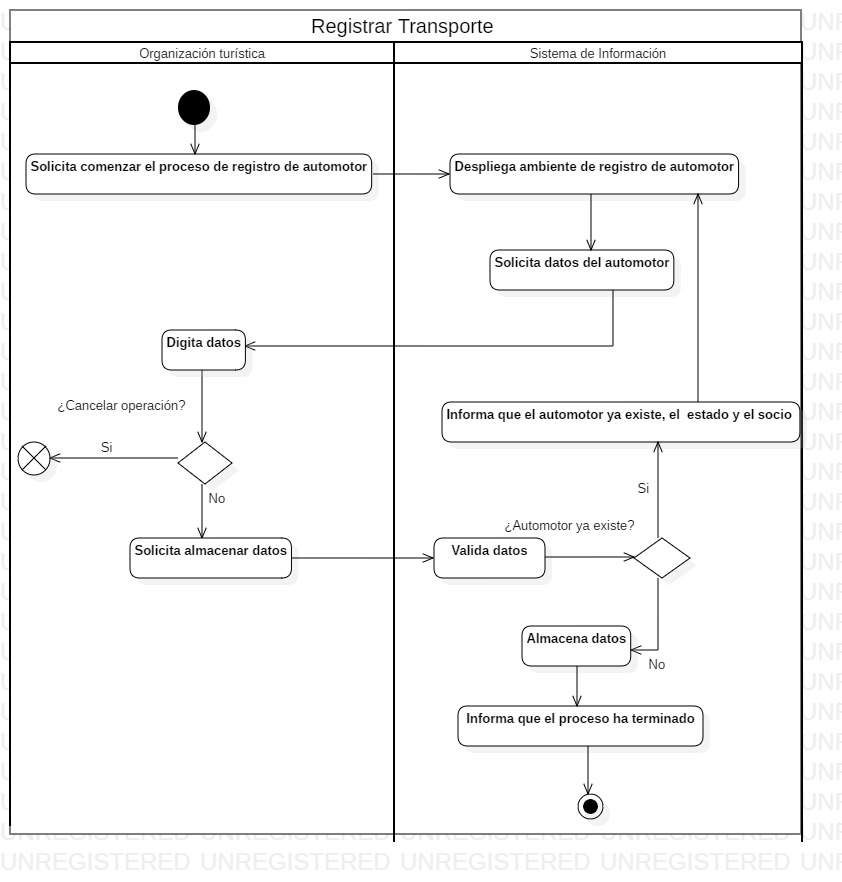 Registrar Transporte
Organización turística
Sistema de Información
Solicita comenzar el proceso de registro de automotor
Despliega ambiente de registro de automotor
Solicita datos del automotor
Digita datos
¿Cancelar operación?
Informa que el automotor ya existe, el estado y el socio
Si
Si
No
¿Automotor ya existe?
Solicita almacenar datos
Valida datos
Almacena datos
No
Informa que el proceso ha terminado
UNREGISTERED UNREGISTERED UNREGISTERED UNREGISTERED UNR